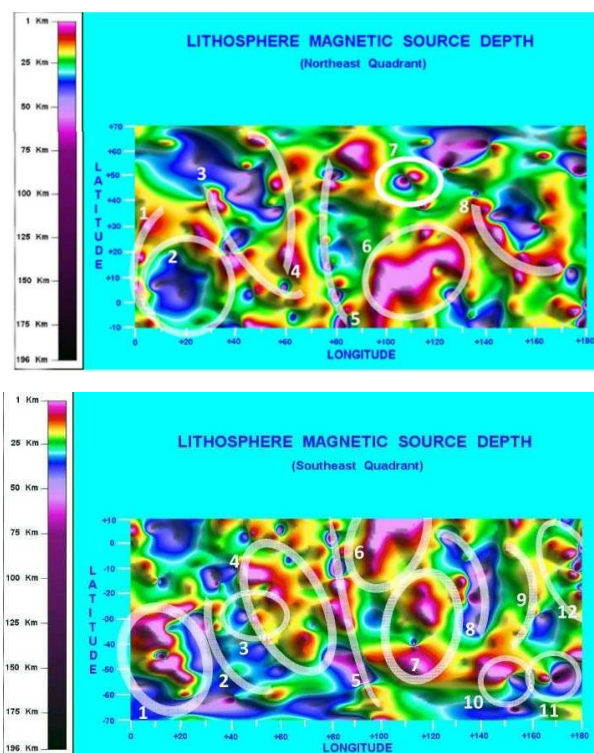 LITHOSPHERE MAGNETIC SOURCE DEPTH
(Northeast Quadrant)
1 Km
25 Km
50 Km
75 Km
100 Km
125 Km
150 Km
175 Km
196 Km
LATITUDE
+70
+60
+50
+40
+30
+20
+10
0
-10
1
2
3
4
5
6
7
8
0
+20
+40
+60
+80
+100
+120
+140
+160
+180
LONGITUDE
LITHOSPHERE MAGNETIC SOURCE DEPTH
(Southeast Quadrant)
1 Km
25 Km
50 Km
75 Km
100 Km
125 Km
150 Km
175 Km
196 Km
LATITUDE
+10
0
-10
-20
-30
-40
-50
-60
-70
1
2
3
4
5
6
7
8
9
10
11
12
0
+20
+40
+60
+80
+100
+120
+140
+160
+180
LONGITUDE